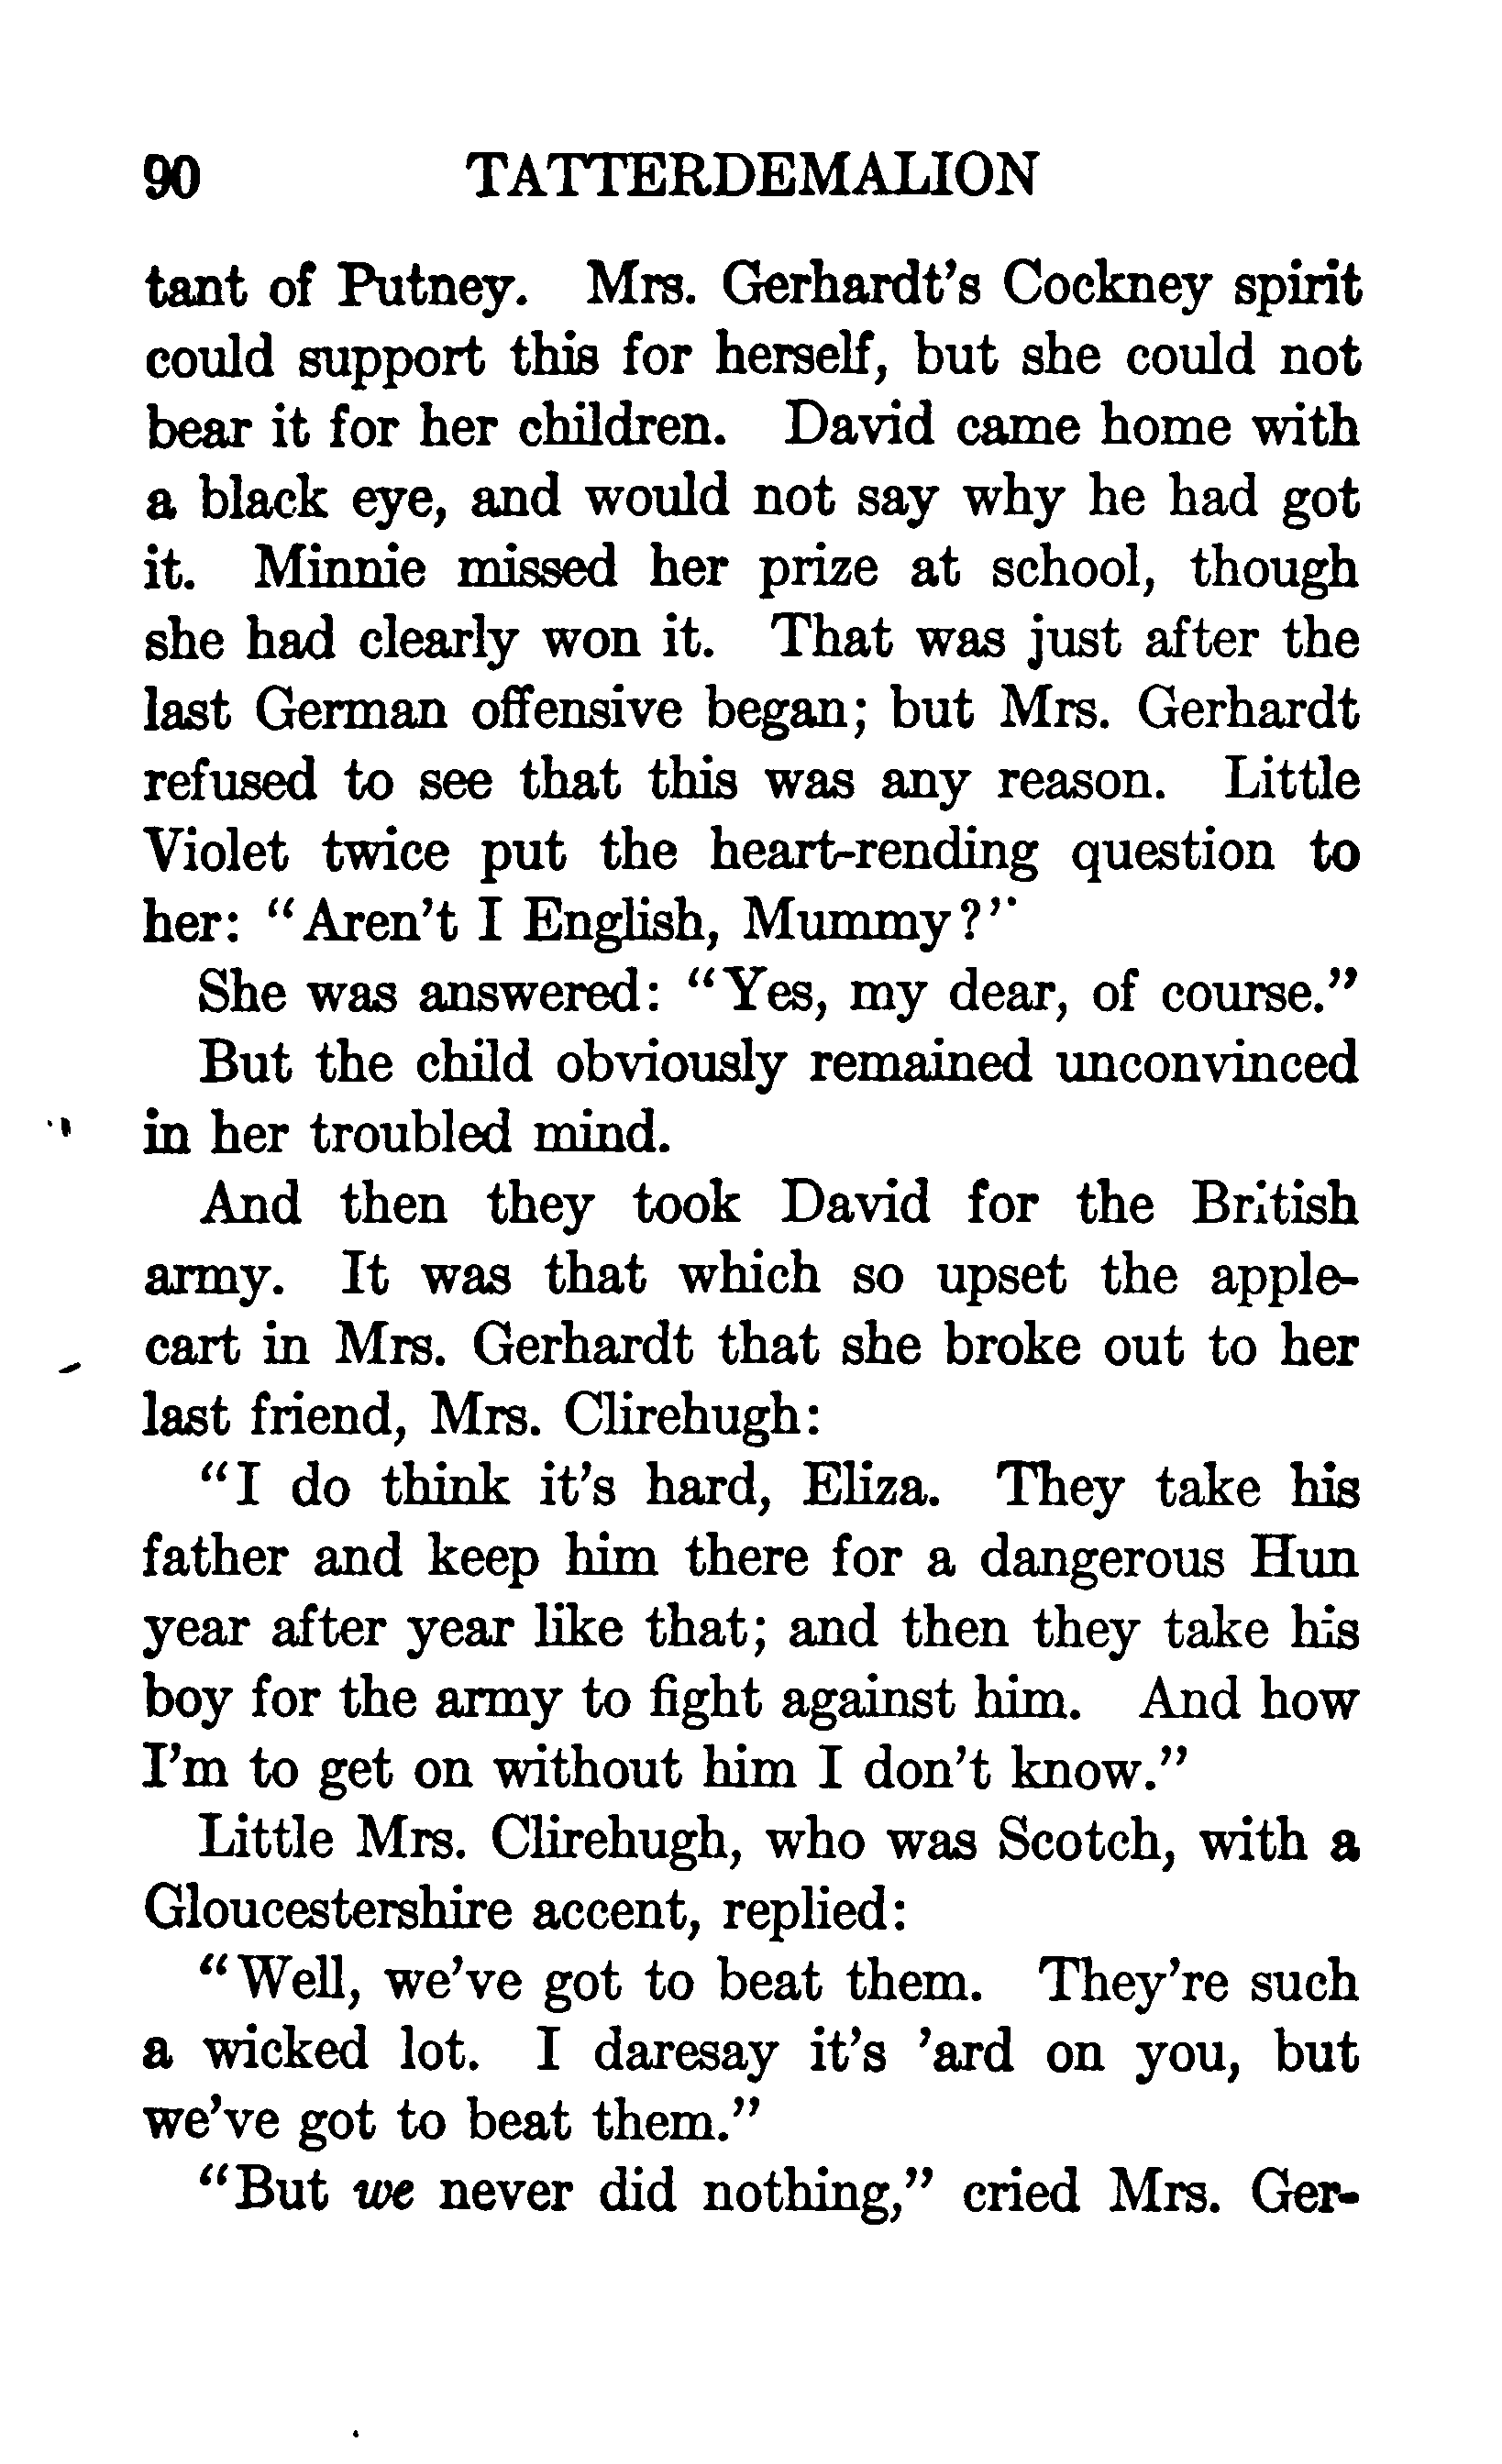 90 TATTERDEMALION
tant of Putney. Mrs. Gerhardt's Cockney spirit
could support this for herself, but she could not
bear it for her children. David came home with
a black eye, and would not say why he had got
it. Minnie missed her prize at school, though
she had clearly won it. That was just after the
last German offensive began; but Mrs. Gerhardt
refused to see that this was any reason. Little
Violet twice put the heart-rending question to
her: "Aren't I English, Mummy?"
She was answered: "Yes, my dear, of course."
But the child obviously remained unconvinced
in her troubled mind.
And then they took David for the British
army. It was that which so upset the apple-
cart in Mrs. Gerhardt that she broke out to her
last friend, Mrs. Clirehugh:
"I do think it's hard, Eliza. They take his
father and keep him there for a dangerous Hun
year after year like that; and then they take his
boy for the army to fight against him. And how
I'm to get on without him I don't know."
Little Mrs. Clirehugh, who was Scotch, with a
Gloucestershire accent, replied:
"Well, we've got to beat them. They're such
a wicked lot. I daresay it's 'ard on you, but
we've got to beat them."
"But we never did nothing," cried Mrs. Ger-